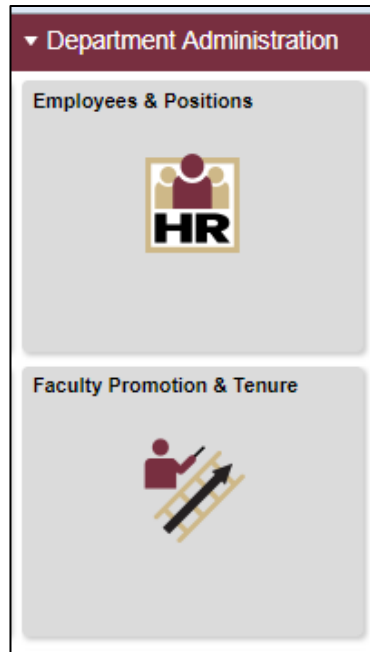 Department Administration
Employees & Positions
HR
Faculty Promotion & Tenure